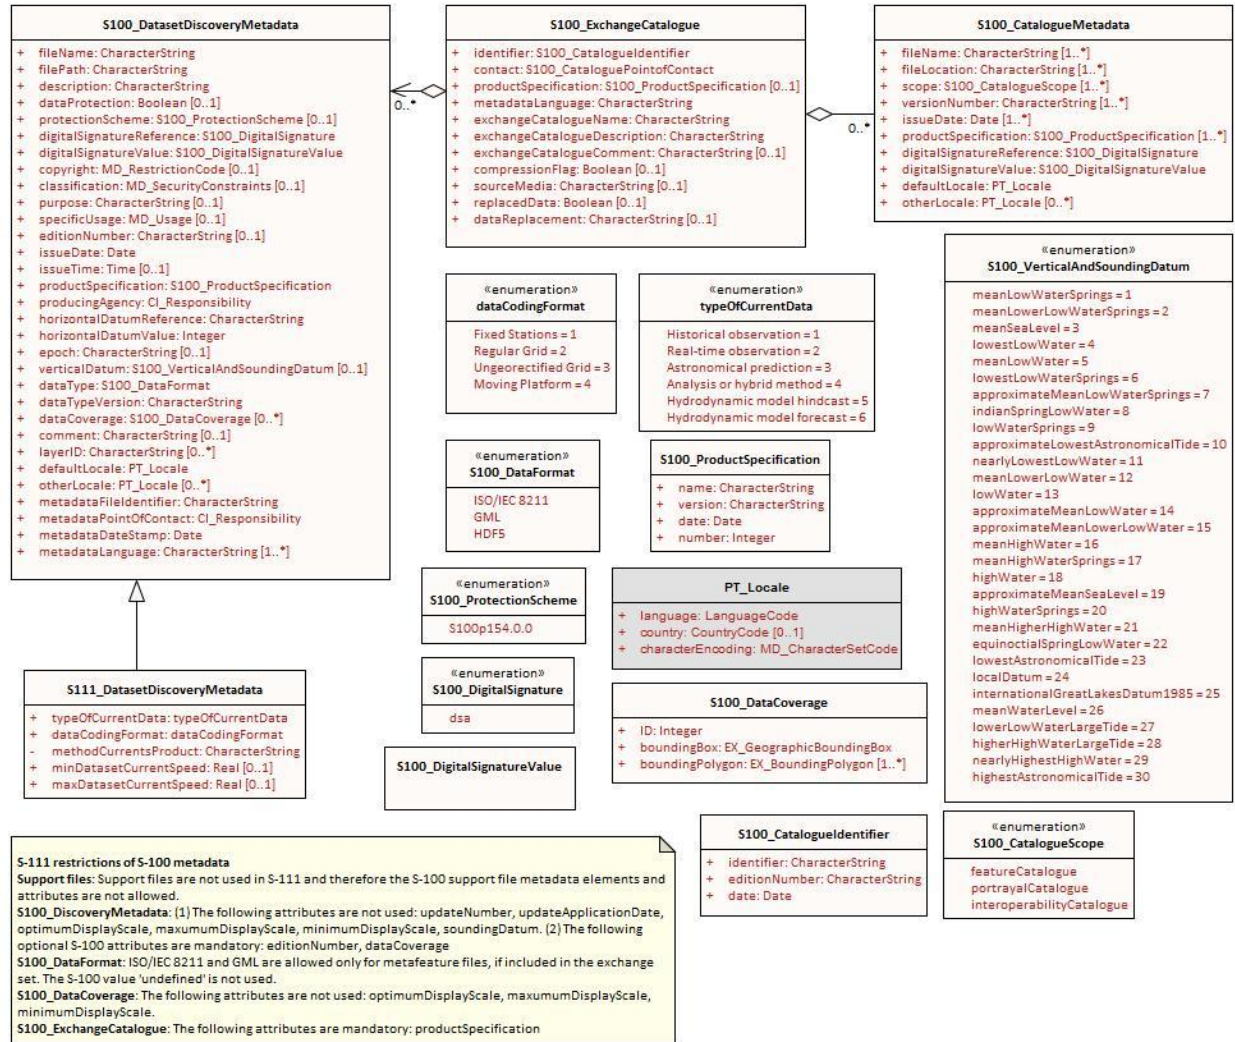 S100_DatasetDiscoveryMetadata
+ fileName: CharacterString
+ filePath: CharacterString
+ description: CharacterString
+ dataProtection: Boolean [0..1]
+ protectionScheme: S100_ProtectionScheme [0..1]
+ digitalSignatureReference: S100_DigitalSignature
+ digitalSignatureValue: S100_DigitalSignatureValue
+ copyright: MD_RestrictionCode [0..1]
+ classification: MD_SecurityConstraints [0..1]
+ purpose: CharacterString [0..1]
+ specificUsage: MD_Usage [0..1]
+ editionNumber: CharacterString [0..1]
+ issueDate: Date
+ issueTime: Time [0..1]
+ productSpecification: S100_ProductSpecification
+ producingAgency: CI_Responsibility
+ horizontalDatumReference: CharacterString
+ horizontalDatumValue: Integer
+ epoch: CharacterString [0..1]
+ verticalDatum: S100_VerticalAndSoundingDatum [0..1]
+ dataType: S100_DataFormat
+ dataTypeVersion: CharacterString
+ dataCoverage: S100_DataCoverage [0..*]
+ comment: CharacterString [0..1]
+ layerID: CharacterString [0..*]
+ defaultLocale: PT_Locale
+ otherLocale: PT_Locale [0..*]
+ metadataFileIdentifier: CharacterString
+ metadataPointOfContact: CI_Responsibility
+ metadataDateStamp: Date
+ metadataLanguage: CharacterString [1..*]
0..*
S100_ExchangeCatalogue
+ identifier: S100_CatalogueIdentifier
+ contact: S100_CataloguePointofContact
+ productSpecification: S100_ProductSpecification [0..1]
+ metadataLanguage: CharacterString
+ exchangeCatalogueName: CharacterString
+ exchangeCatalogueDescription: CharacterString
+ exchangeCatalogueComment: CharacterString [0..1]
+ compressionFlag: Boolean [0..1]
+ sourceMedia: CharacterString [0..1]
+ replacedData: Boolean [0..1]
+ dataReplacement: CharacterString [0..1]
0..*
S100_CatalogueMetadata
+ fileName: CharacterString [1..*]
+ fileLocation: CharacterString [1..*]
+ scope: S100_CatalogueScope [1..*]
+ versionNumber: CharacterString [1..*]
+ issueDate: Date [1..*]
+ productSpecification: S100_ProductSpecification [1..*]
+ digitalSignatureReference: S100_DigitalSignature
+ digitalSignatureValue: S100_DigitalSignatureValue
+ defaultLocale: PT_Locale
+ otherLocale: PT_Locale [0..*]
«enumeration»
dataCodingFormat
Fixed Stations = 1
Regular Grid = 2
Ungeorectified Grid = 3
Moving Platform = 4
«enumeration»
typeOfCurrentData
Historical observation = 1
Real-time observation = 2
Astronomical prediction = 3
Analysis or hybrid method = 4
Hydrodynamic model hindcast = 5
Hydrodynamic model forecast = 6
«enumeration»
S100_VerticalAndSoundingDatum
meanLowWaterSprings = 1
meanLowerLowWaterSprings = 2
meanSeaLevel = 3
lowestLowWater = 4
meanLowWater = 5
lowestLowWaterSprings = 6
approximateMeanLowWaterSprings = 7
indianSpringLowWater = 8
lowWaterSprings = 9
approximateLowestAstronomicalTide = 10
nearlyLowestLowWater = 11
meanLowerLowWater = 12
lowWater = 13
approximateMeanLowWater = 14
approximateMeanLowerLowWater = 15
meanHighWater = 16
meanHighWaterSprings = 17
highWater = 18
approximateMeanSeaLevel = 19
highWaterSprings = 20
meanHigherHighWater = 21
equinoctialSpringLowWater = 22
lowestAstronomicalTide = 23
localDatum = 24
internationalGreatLakesDatum1985 = 25
meanWaterLevel = 26
lowerLowWaterLargeTide = 27
higherHighWaterLargeTide = 28
nearlyHighestHighWater = 29
highestAstronomicalTide = 30
«enumeration»
S100_DataFormat
ISO/IEC 8211
GML
HDF5
S100_ProductSpecification
+ name: CharacterString
+ version: CharacterString
+ date: Date
+ number: Integer
«enumeration»
S100_ProtectionScheme
S100p154.0.0
PT_Locale
+ language: LanguageCode
+ country: CountryCode [0..1]
+ characterEncoding: MD_CharacterSetCode
S111_DatasetDiscoveryMetadata
+ typeOfCurrentData: typeOfCurrentData
+ dataCodingFormat: dataCodingFormat
- methodCurrentsProduct: CharacterString
+ minDatasetCurrentSpeed: Real [0..1]
+ maxDatasetCurrentSpeed: Real [0..1]
«enumeration»
S100_DigitalSignature
dsa
S100_DataCoverage
+ ID: Integer
+ boundingBox: EX_GeographicBoundingBox
+ boundingPolygon: EX_BoundingPolygon [1..*]
S100_DigitalSignatureValue
S100_CatalogueIdentifier
+ identifier: CharacterString
+ editionNumber: CharacterString
+ date: Date
«enumeration»
S100_CatalogueScope
featureCatalogue
portrayalCatalogue
interoperabilityCatalogue
S-111 restrictions of S-100 metadata
Support files: Support files are not used in S-111 and therefore the S-100 support file metadata elements and
attributes are not allowed.
S100_DiscoveryMetadata: (1) The following attributes are not used: updateNumber, updateApplicationDate,
optimumDisplayScale, maxumumDisplayScale, minimumDisplayScale, soundingDatum. (2) The following
optional S-100 attributes are mandatory: editionNumber, dataCoverage
S100_DataFormat: ISO/IEC 8211 and GML are allowed only for metafeature files, if included in the exchange
set. The S-100 value 'undefined' is not used.
S100_DataCoverage: The following attributes are not used: optimumDisplayScale, maxumumDisplayScale,
minimumDisplayScale.
S100_ExchangeCatalogue: The following attributes are mandatory: productSpecification